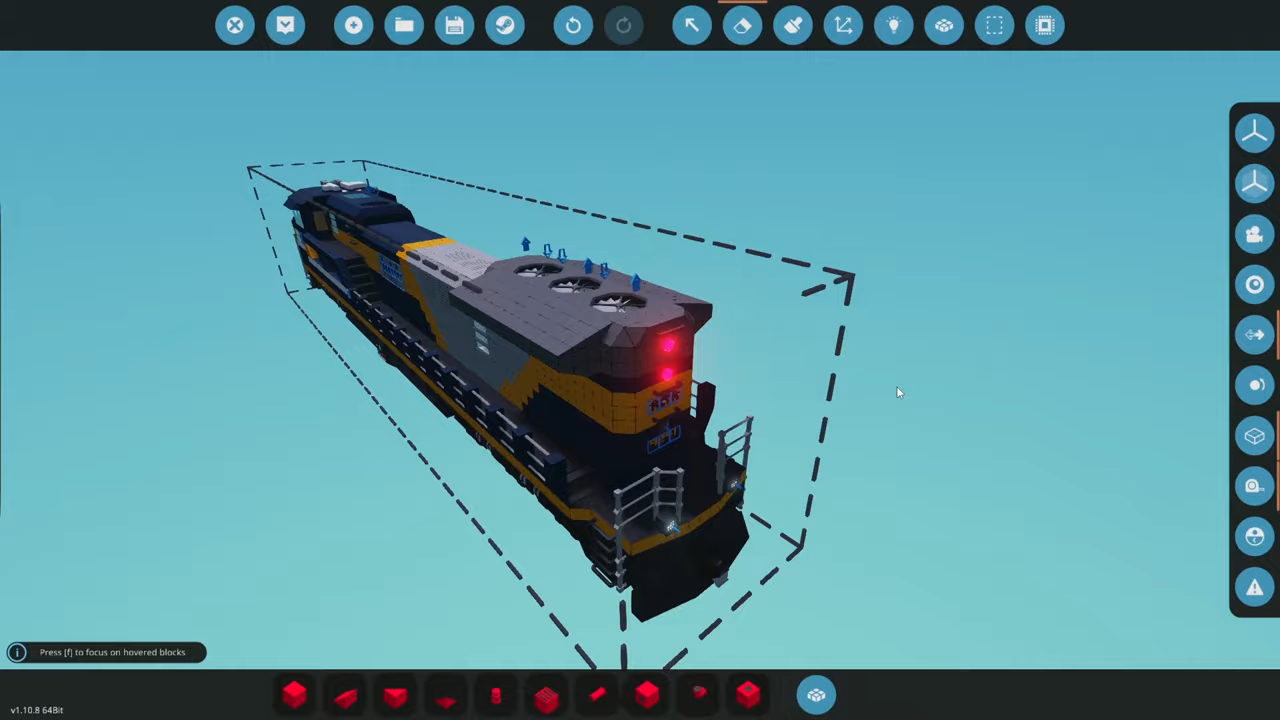 Press [f] to focus on hovered blocks
v1.10.8 64Bit